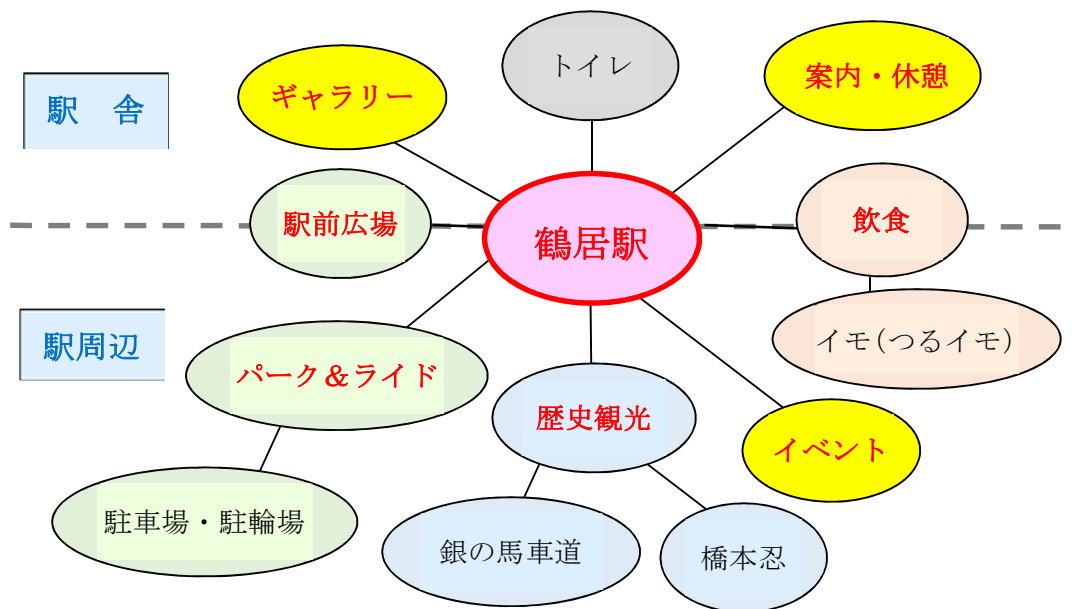 トイレ
案内・休憩
ギャラリー
駅　舎
駅前広場
飲食
鶴居駅
イモ(つるイモ)
駅周辺
パーク＆ライド
歴史観光
イベント
駐車場・駐輪場
銀の馬車道
橋本忍